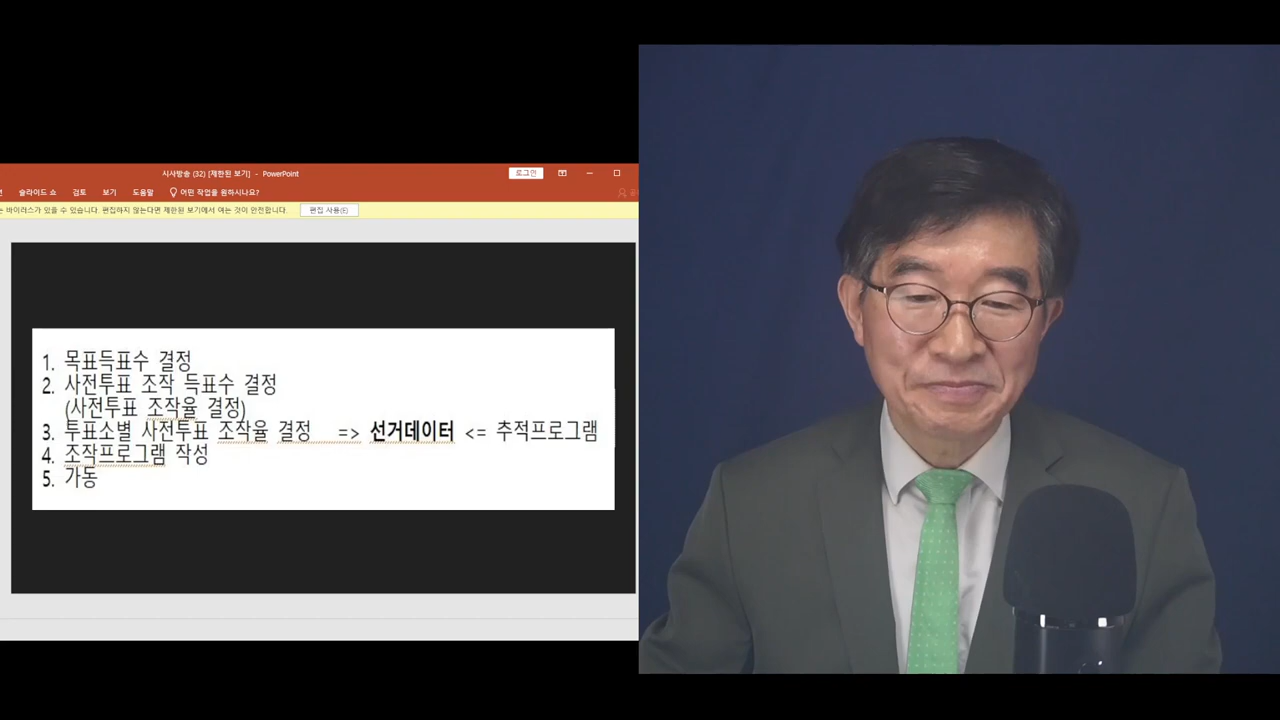 시사방송 (32) [제한된 보기] - PowerPoint
로그인
슬라이드 쇼 검토 보기 도움말 어떤 작업을 원하시나요?
바이러스가 있을 수 있습니다. 편집하지 않는다면 제한된 보기에서 여는 것이 안전합니다. 편집 사용(E)
1. 목표득표수 결정
2. 사전투표 조작 득표수 결정
(사전투표 조작율 결정)
3. 투표소별 사전투표 조작율 결정 => 선거데이터 <= 추적프로그램
4. 조작프로그램 작성
5. 가동